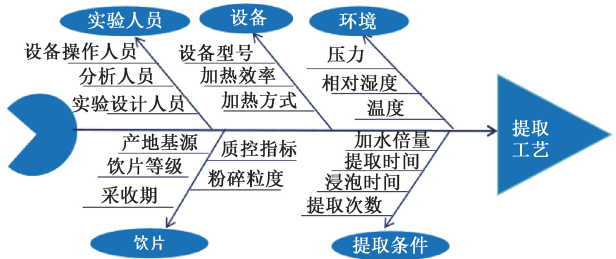 实验人员
设备
环境
设备操作人员
分析人员
实验设计人员
设备型号
加热效率
加热方式
压力
相对湿度
温度
提取
工艺
产地基源
饮片等级
采收期
质控指标
粉碎粒度
加水倍量
提取时间
浸泡时间
提取次数
饮片
提取条件